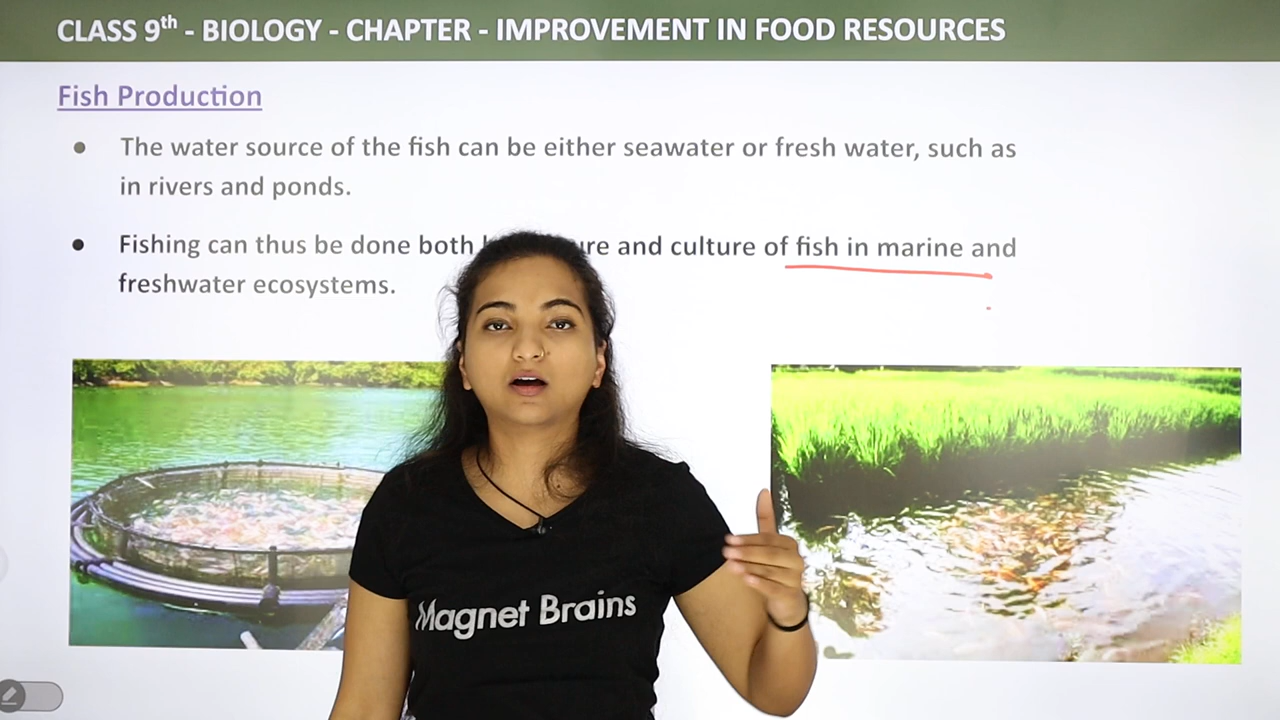 CLASS 9th - BIOLOGY - CHAPTER - IMPROVEMENT IN FOOD RESOURCES
Fish Production
• The water source of the fish can be either seawater or fresh water, such as
in rivers and ponds.
• Fishing can thus be done both and culture of fish in marine and
freshwater ecosystems.
Magnet Brains